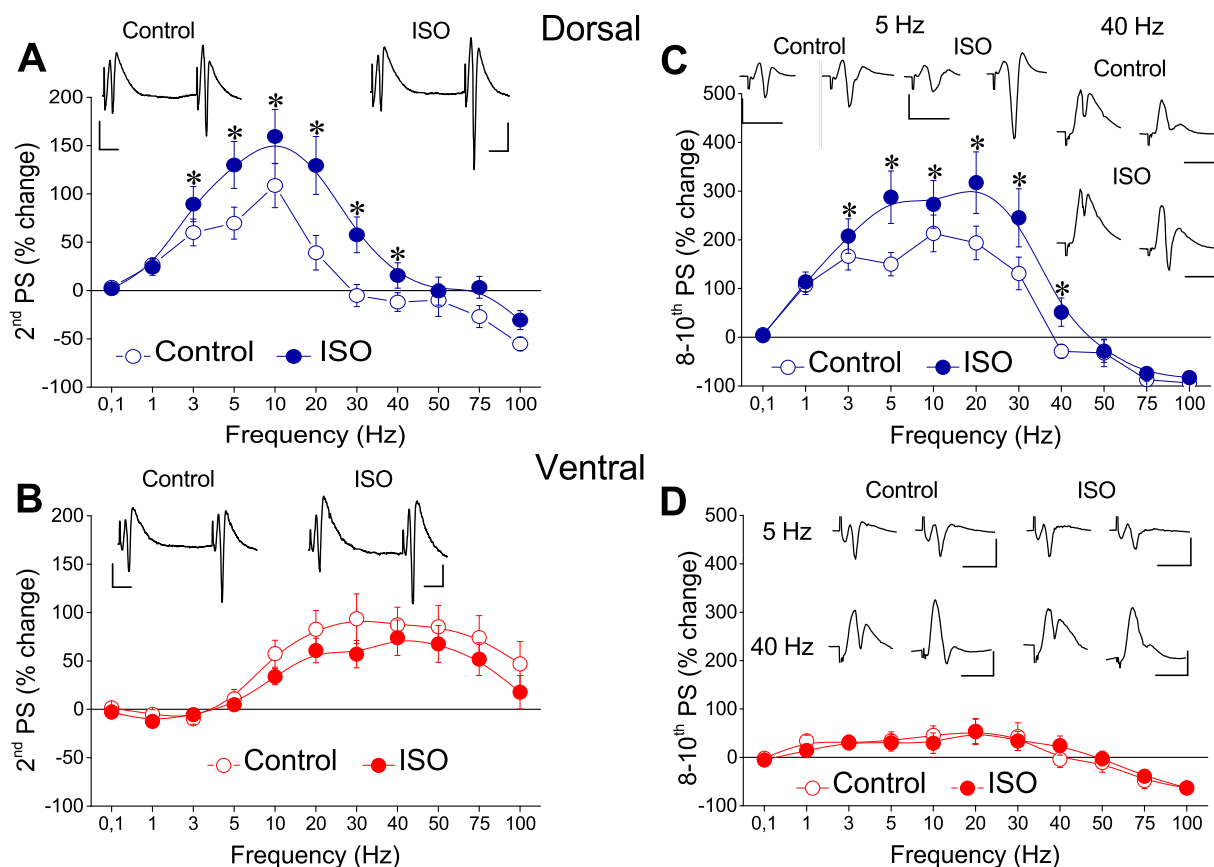 Dorsal
A
Control
ISO
2nd PS (% change)
200
150
100
50
0
-50
-100
* * * * * * *
Control ISO
0,1 1 3 5 10 20 30 40 50 75 100
Frequency (Hz)
C
5 Hz
40 Hz
Control
ISO
Control
ISO
8-10th PS (% change)
500
400
300
200
100
0
-100
* * * * * *
Control ISO
0,1 1 3 5 10 20 30 40 50 75 100
Frequency (Hz)
Ventral
B
Control
ISO
2nd PS (% change)
200
150
100
50
0
-50
-100
Control ISO
0,1 1 3 5 10 20 30 40 50 75 100
Frequency (Hz)
D
Control
ISO
5 Hz
40 Hz
8-10th PS (% change)
500
400
300
200
100
0
-100
Control ISO
0,1 1 3 5 10 20 30 40 50 75 100
Frequency (Hz)